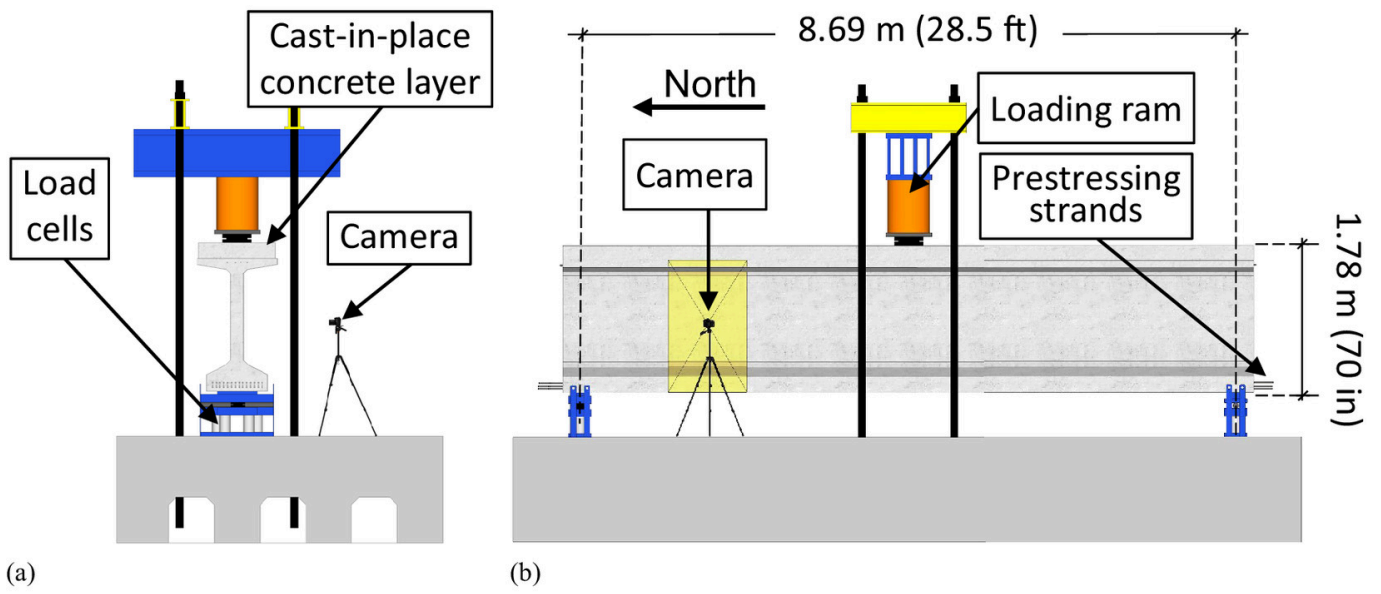 Cast-in-place
concrete layer
Load
cells
Camera
(a)
8.69 m (28.5 ft)
North
Camera
Loading ram
Prestressing
strands
1.78 m (70 in)
(b)